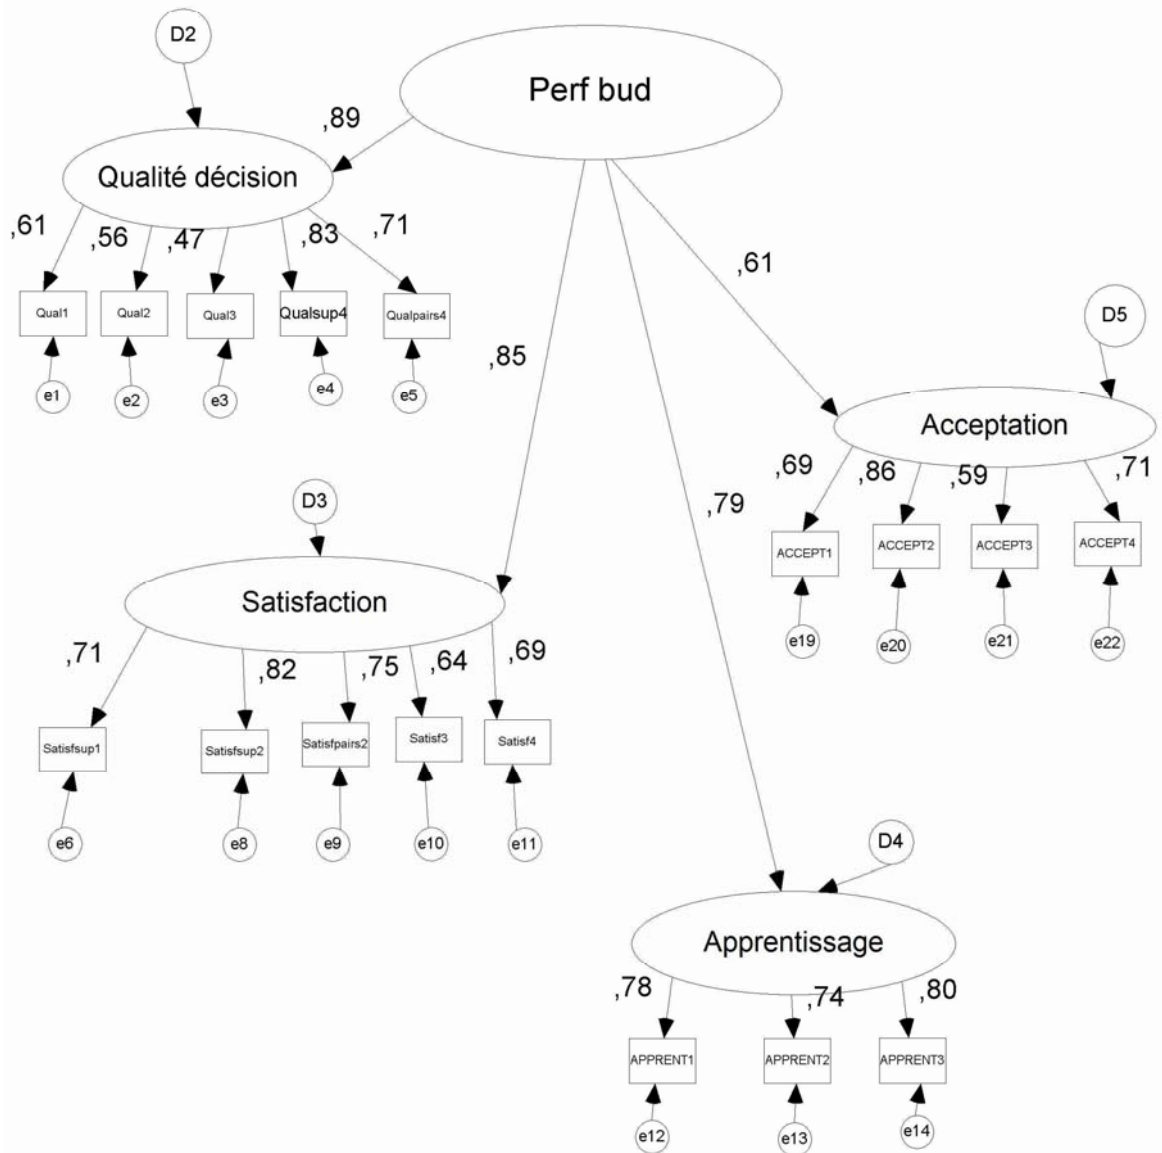 D2
Perf bud
,89
Qualité décision
,61
,56
,47
,83
,71
Qual1
Qual2
Qual3
Qualsup4
Qualpairs4
e1
e2
e3
e4
e5
,61
D5
,85
Acceptation
,69
,86
,59
,71
ACCEPT1
ACCEPT2
ACCEPT3
ACCEPT4
e19
e20
e21
e22
D3
,79
Satisfaction
,71
,82
,75
,64
,69
Satisfsup1
Satisfsup2
Satisfpairs2
Satisf3
Satisf4
e6
e8
e9
e10
e11
D4
Apprentissage
,78
,74
,80
APPRENT1
APPRENT2
APPRENT3
e12
e13
e14